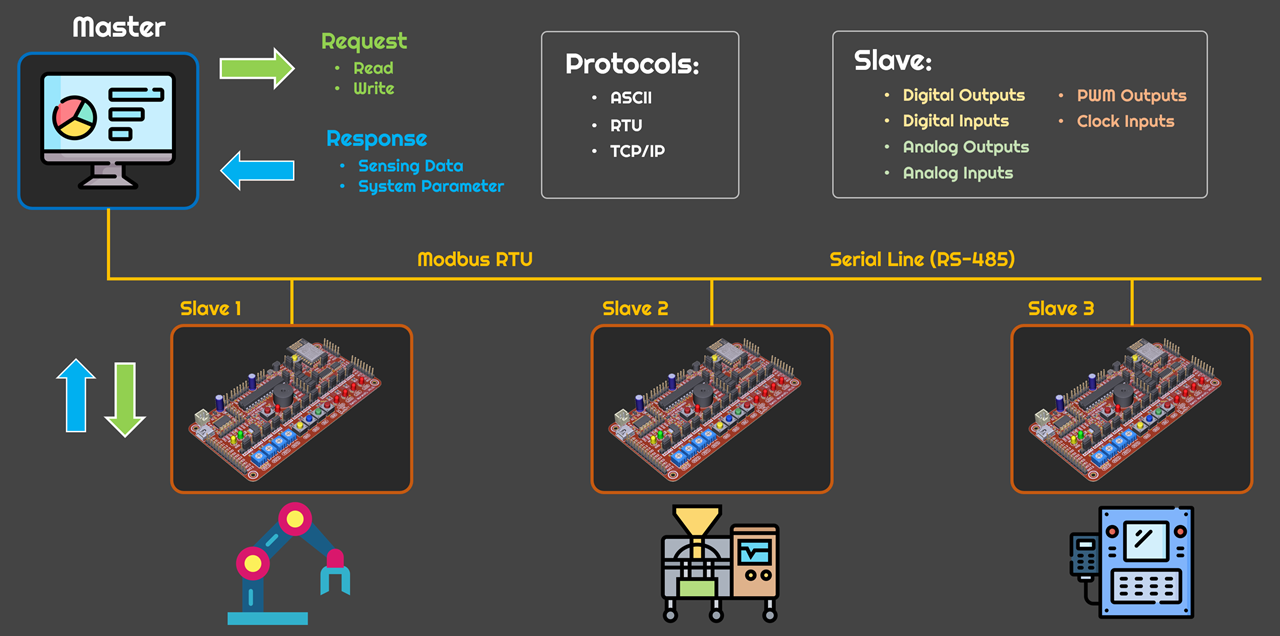 Master
Request
• Read
• Write
Response
• Sensing Data
• System Parameter
Protocols:
• ASCII
• RTU
• TCP/IP
Slave:
• Digital Outputs
• Digital Inputs
• Analog Outputs
• Analog Inputs
• PWM Outputs
• Clock Inputs
Modbus RTU
Serial Line (RS-485)
Slave 1
Slave 2
Slave 3